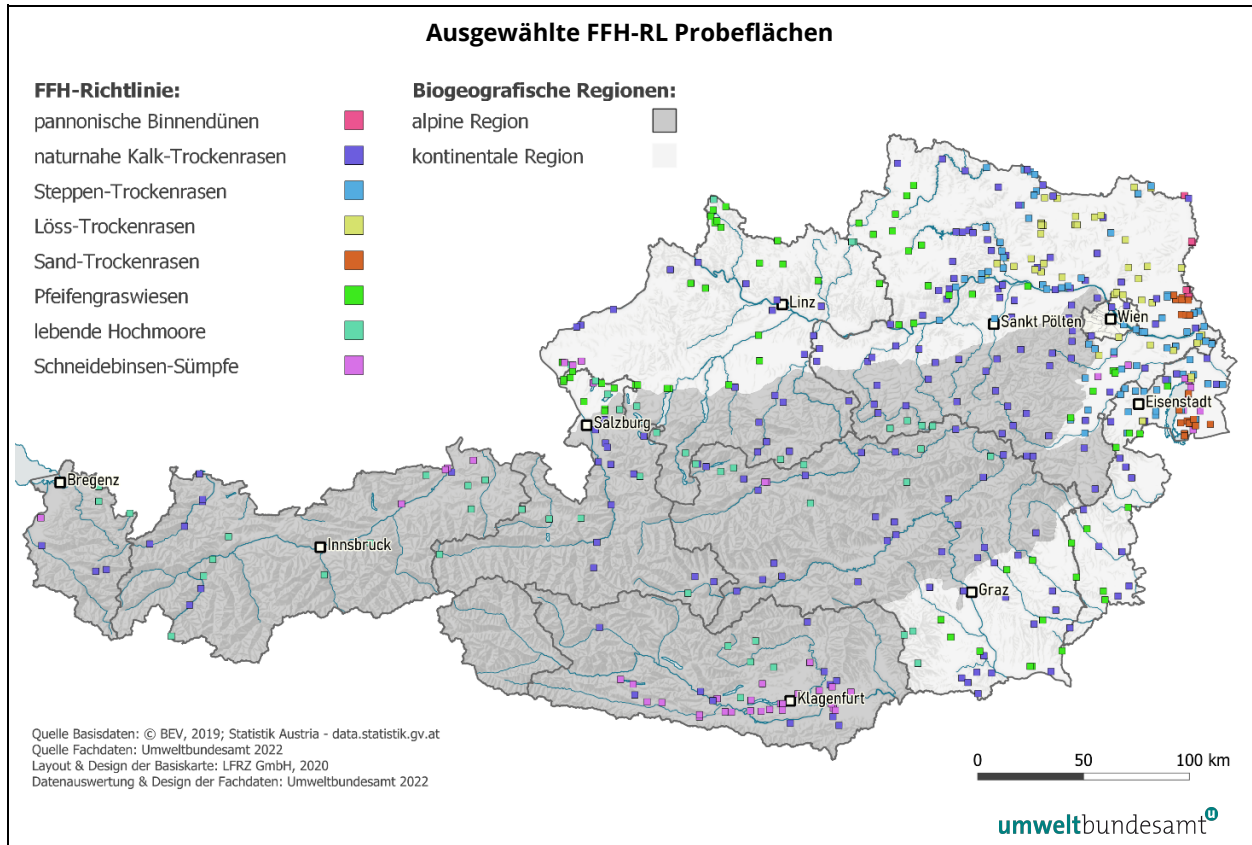 Ausgewählte FFH-RL Probeflächen
FFH-Richtlinie:
pannonische Binnendünen
naturnahe Kalk-Trockenrasen
Steppen-Trockenrasen
Löss-Trockenrasen
Sand-Trockenrasen
Pfeifengraswiesen
lebende Hochmoore
Schneidebinsen-Sümpfe
Biogeografische Regionen:
alpine Region
kontinentale Region
Linz
Sankt Pölten
Wien
Eisenstadt
Salzburg
Bregenz
Innsbruck
Graz
Klagenfurt
Quelle Basisdaten: © BEV, 2019; Statistik Austria - data.statistik.gv.at
Quelle Fachdaten: Umweltbundesamt 2022
Layout & Design der Basiskarte: LFRZ GmbH, 2020
Datenauswertung & Design der Fachdaten: Umweltbundesamt 2022
0 50 100 km
umweltbundesamt u